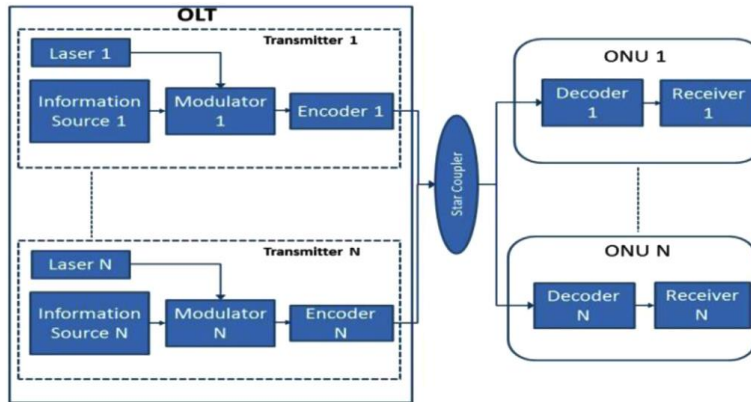 OLT
Transmitter 1
Laser 1
Information
Source 1
Modulator
1
Encoder 1
Transmitter N
Laser N
Information
Source N
Modulator
N
Encoder
N
Star Coupler
ONU 1
Decoder
1
Receiver
1
ONU N
Decoder
N
Receiver
N